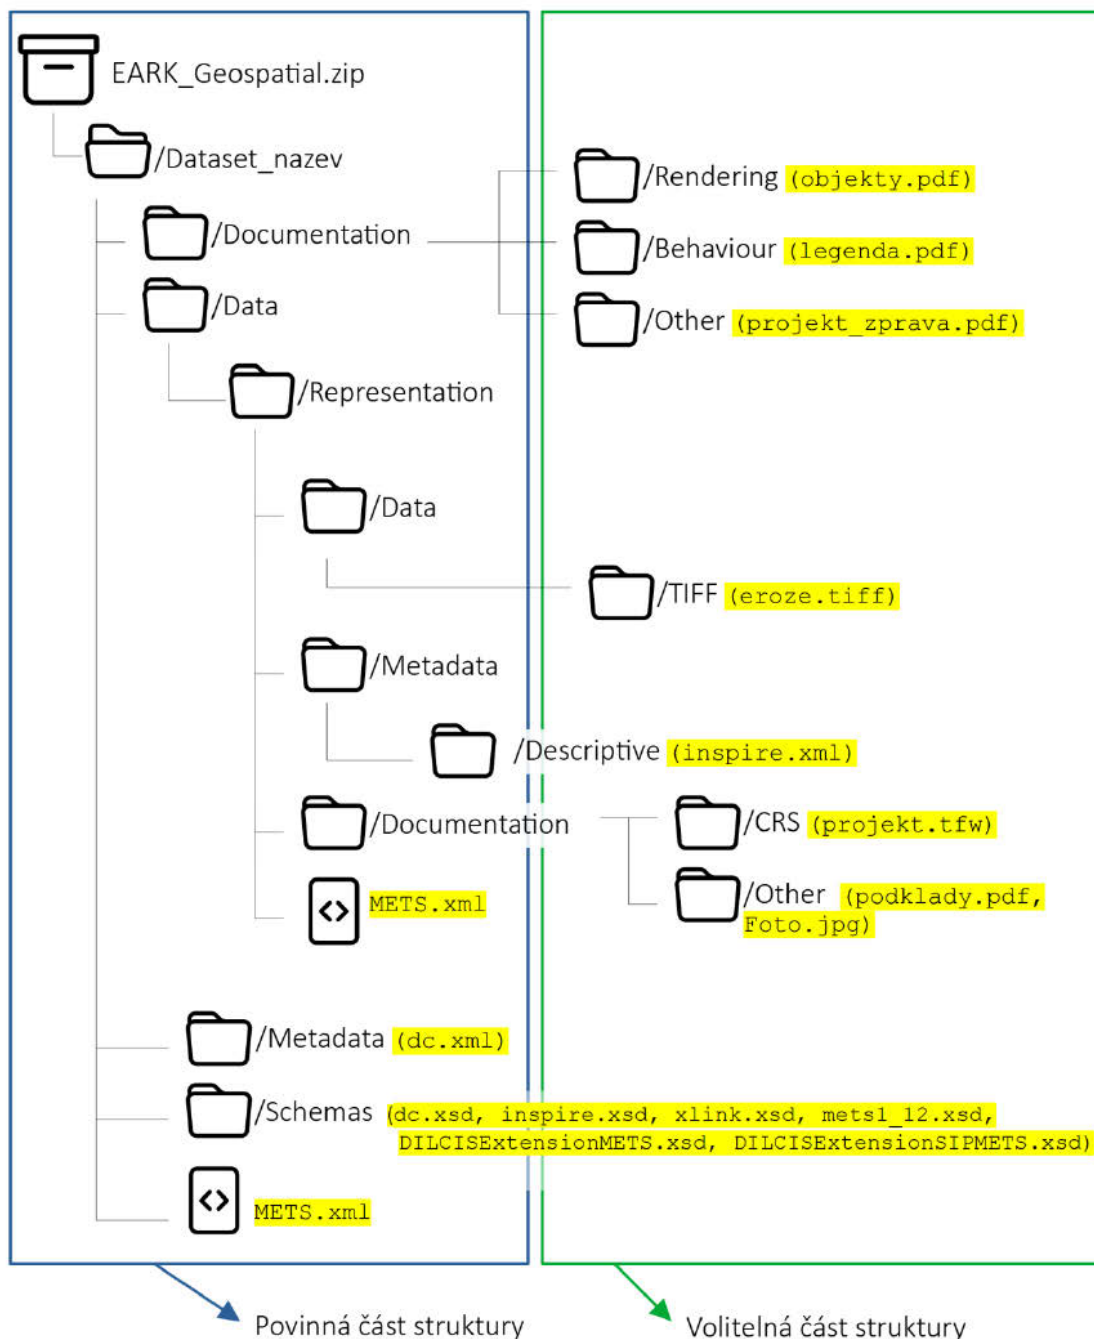 EARK_Geospatial.zip
/Dataset_nazev
/Rendering (objekty.pdf)
/Documentation
/Behaviour (legenda.pdf)
/Data
/Other (projekt_zprava.pdf)
/Representation
/Data
/TIFF (eroze.tiff)
/Metadata
/Descriptive (inspire.xml)
/Documentation
/CRS (projekt.tfw)
METS.xml
/Other (podklady.pdf,
Foto.jpg)
/Metadata (dc.xml)
/Schemas (dc.xsd, inspire.xsd, xlink.xsd, mets1_12.xsd,
DILCISExtensionMETS.xsd, DILCISExtensionSIPMETS.xsd)
METS.xml
Povinná část struktury
Volitelná část struktury